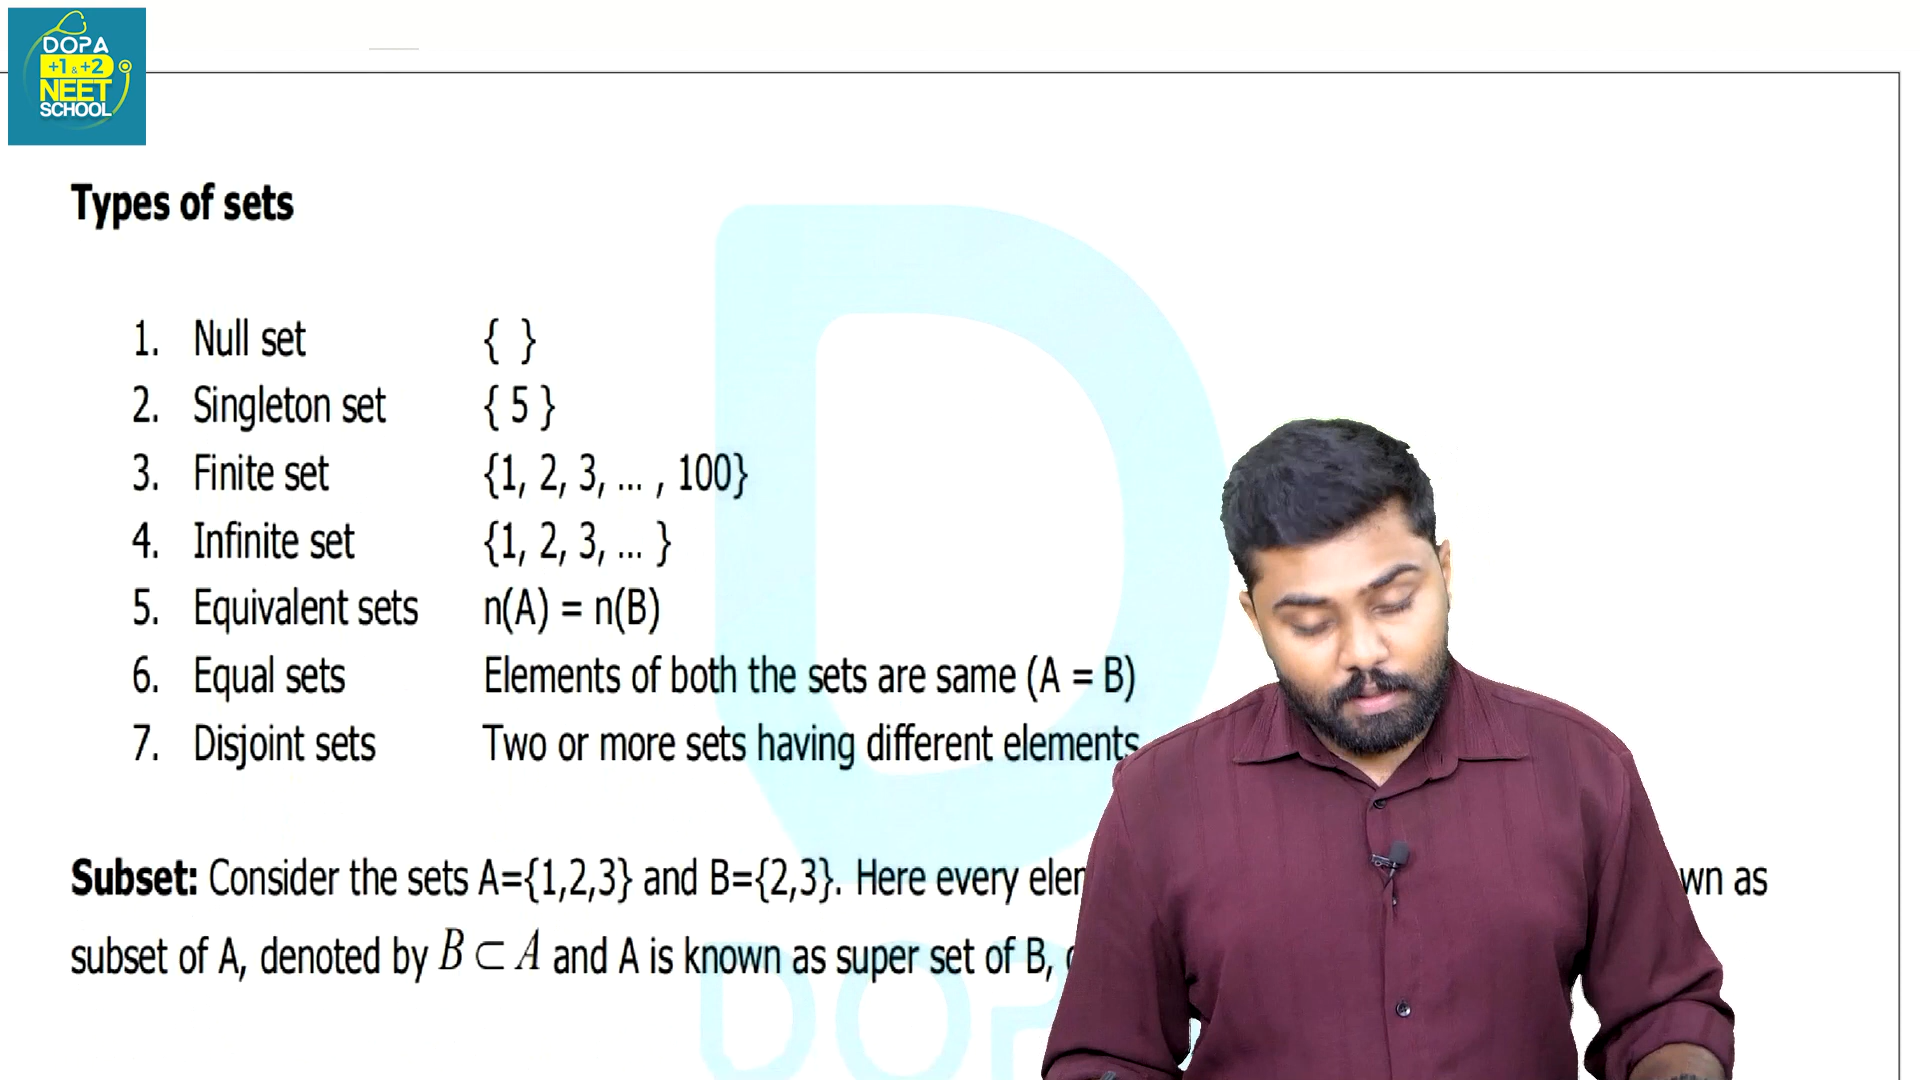 DOPA
+1 & +2
NEET
SCHOOL
Types of sets
1. Null set { }
2. Singleton set { 5 }
3. Finite set {1, 2, 3, ... , 100}
4. Infinite set {1, 2, 3, ... }
5. Equivalent sets n(A) = n(B)
6. Equal sets Elements of both the sets are same (A = B)
7. Disjoint sets Two or more sets having different elements
Subset: Consider the sets A={1,2,3} and B={2,3}. Here every as
subset of A, denoted by B ⊂ A and A is known as super set of B,